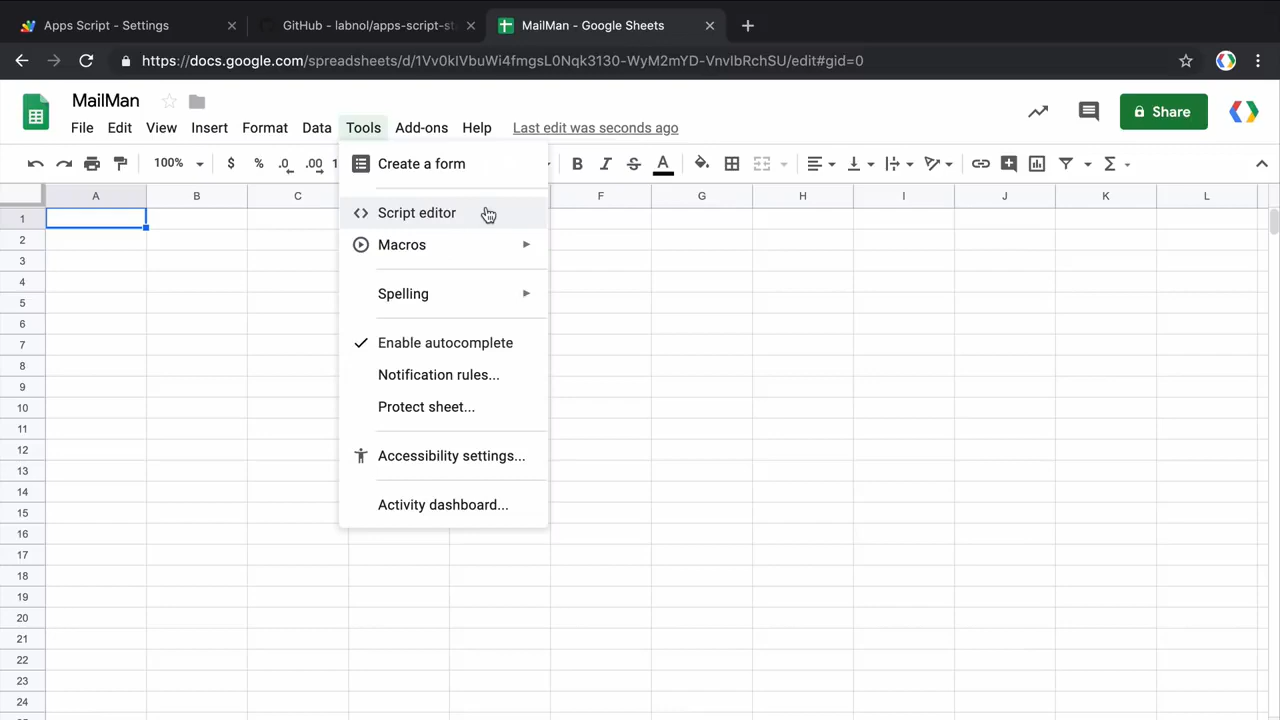 Apps Script - Settings
GitHub - labnol/apps-script-st
MailMan - Google Sheets
https://docs.google.com/spreadsheets/d/1Vv0kIVbuWi4fmgsL0Nqk3130-WyM2mYD-VnvIbRchSU/edit#gid=0
MailMan
Share
File Edit View Insert Format Data Tools Add-ons Help Last edit was seconds ago
100% $ % .0 .00 1 B I S A Σ
A B C F G H I J K L
Create a form
Script editor
Macros
Spelling
Enable autocomplete
Notification rules...
Protect sheet...
Accessibility settings...
Activity dashboard...
1
2
3
4
5
6
7
8
9
10
11
12
13
14
15
16
17
18
19
20
21
22
23
24